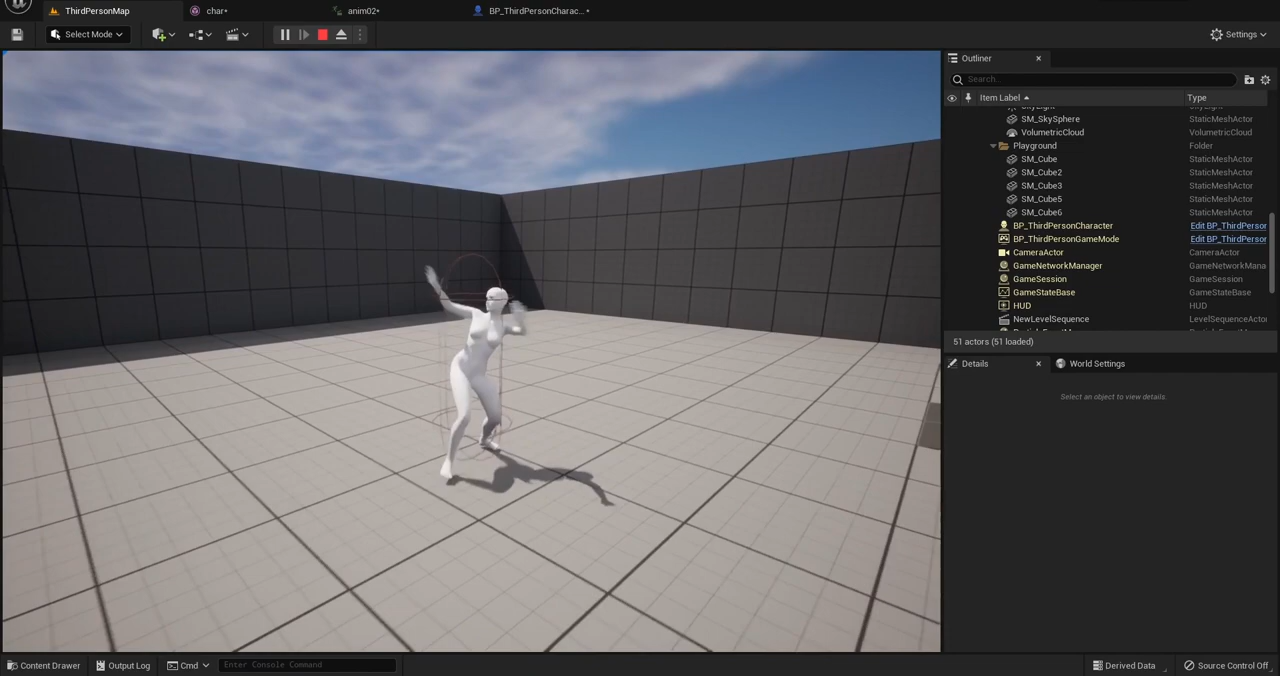 ThirdPersonMap
char*
anim02*
BP_ThirdPersonCharac...*
Select Mode
Settings
Outliner
Search...
Item Label
Type
SM_SkySphere StaticMeshActor
VolumetricCloud VolumetricCloud
Playground Folder
SM_Cube StaticMeshActor
SM_Cube2 StaticMeshActor
SM_Cube3 StaticMeshActor
SM_Cube5 StaticMeshActor
SM_Cube6 StaticMeshActor
BP_ThirdPersonCharacter Edit BP_ThirdPerson
BP_ThirdPersonGameMode Edit BP_ThirdPerson
CameraActor CameraActor
GameNetworkManager GameNetworkMana
GameSession GameSession
GameStateBase GameStateBase
HUD HUD
NewLevelSequence LevelSequenceActor
51 actors (51 loaded)
Details
World Settings
Select an object to view details.
Content Drawer
Output Log
Cmd
Enter Console Command
Derived Data
Source Control Off